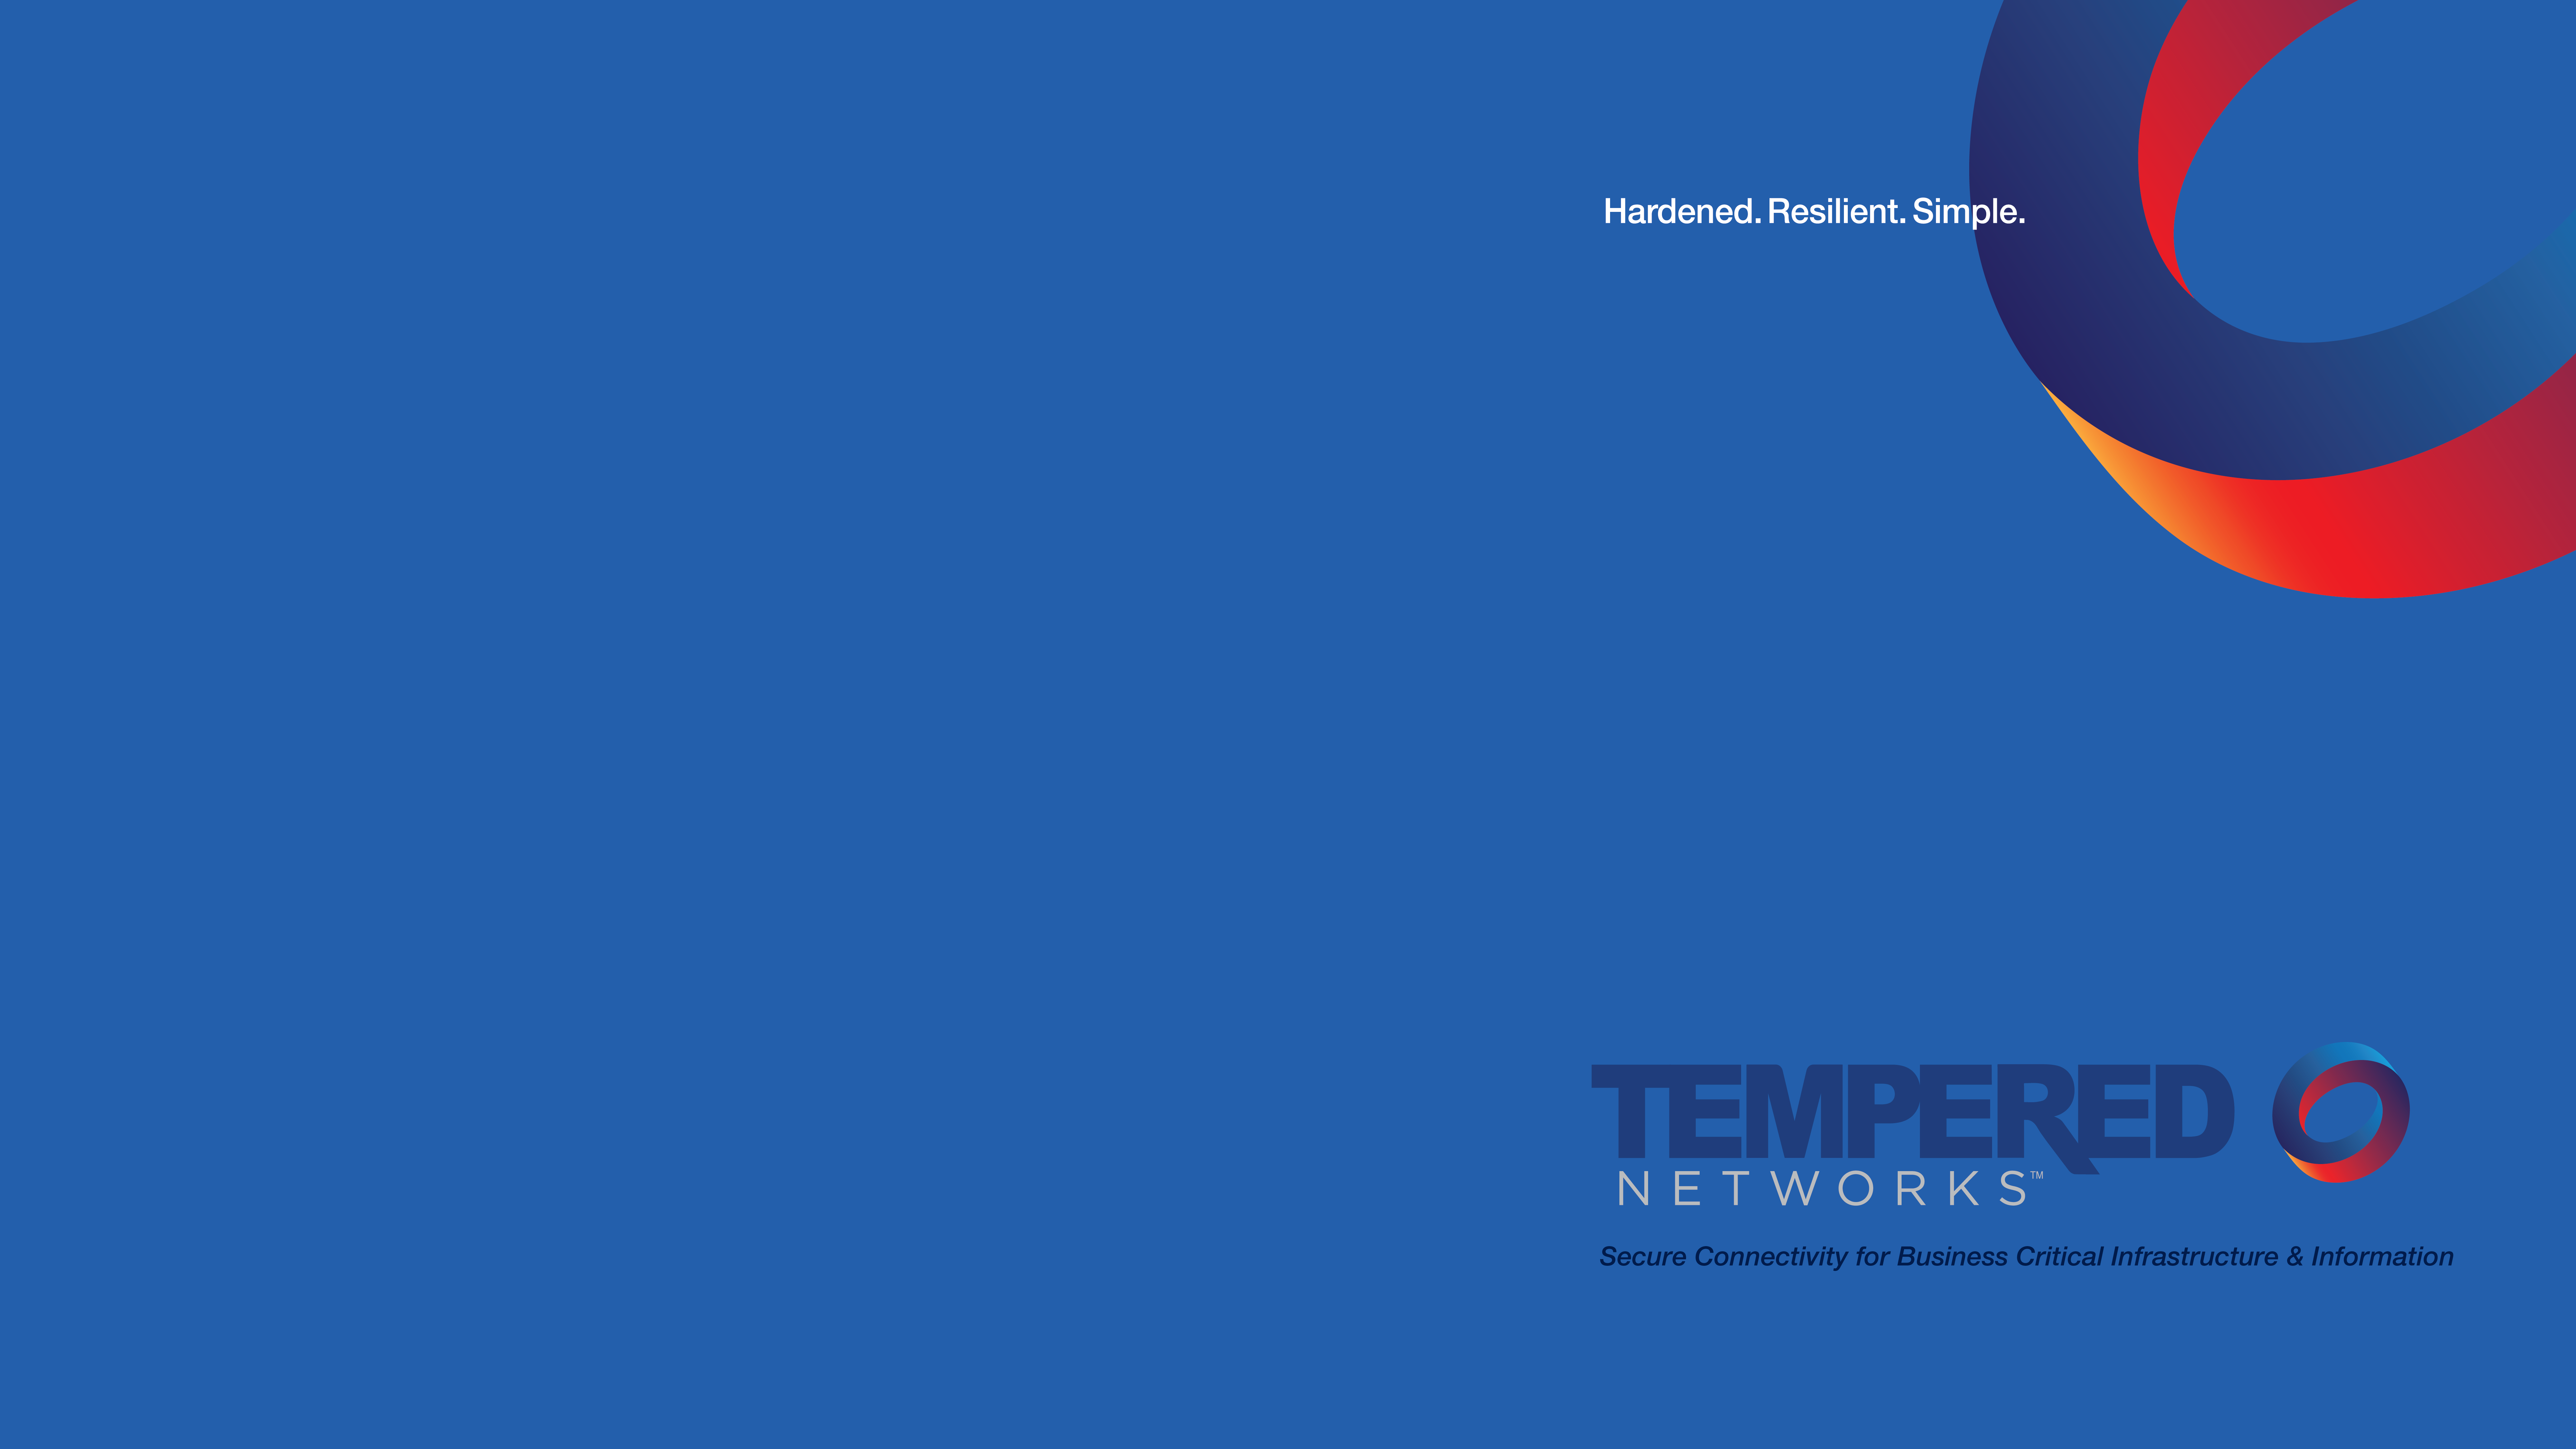 Hardened. Resilient. Simple.
TEMPERED
NETWORKS™
Secure Connectivity for Business Critical Infrastructure & Information